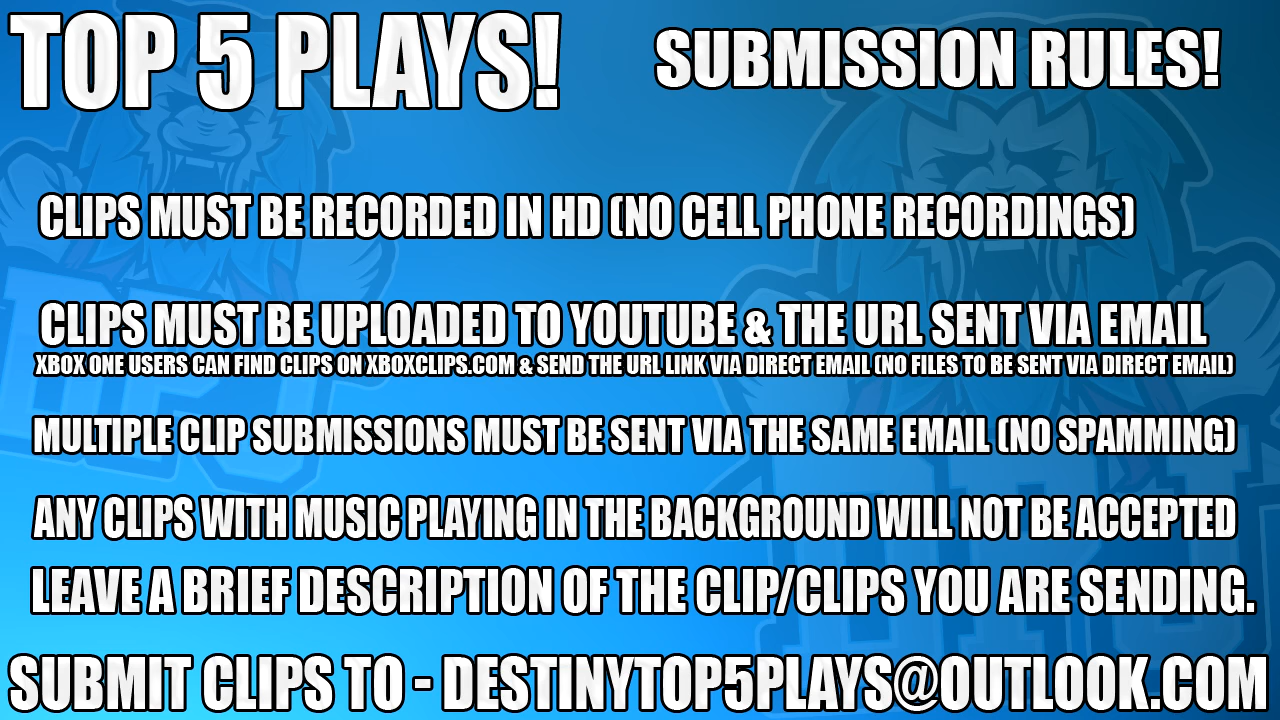 TOP 5 PLAYS!
SUBMISSION RULES!
CLIPS MUST BE RECORDED IN HD (NO CELL PHONE RECORDINGS)
CLIPS MUST BE UPLOADED TO YOUTUBE & THE URL SENT VIA EMAIL
XBOX ONE USERS CAN FIND CLIPS ON XBOXCLIPS.COM & SEND THE URL LINK VIA DIRECT EMAIL (NO FILES TO BE SENT VIA DIRECT EMAIL)
MULTIPLE CLIP SUBMISSIONS MUST BE SENT VIA THE SAME EMAIL (NO SPAMMING)
ANY CLIPS WITH MUSIC PLAYING IN THE BACKGROUND WILL NOT BE ACCEPTED
LEAVE A BRIEF DESCRIPTION OF THE CLIP/CLIPS YOU ARE SENDING.
SUBMIT CLIPS TO - DESTINYTOP5PLAYS@OUTLOOK.COM